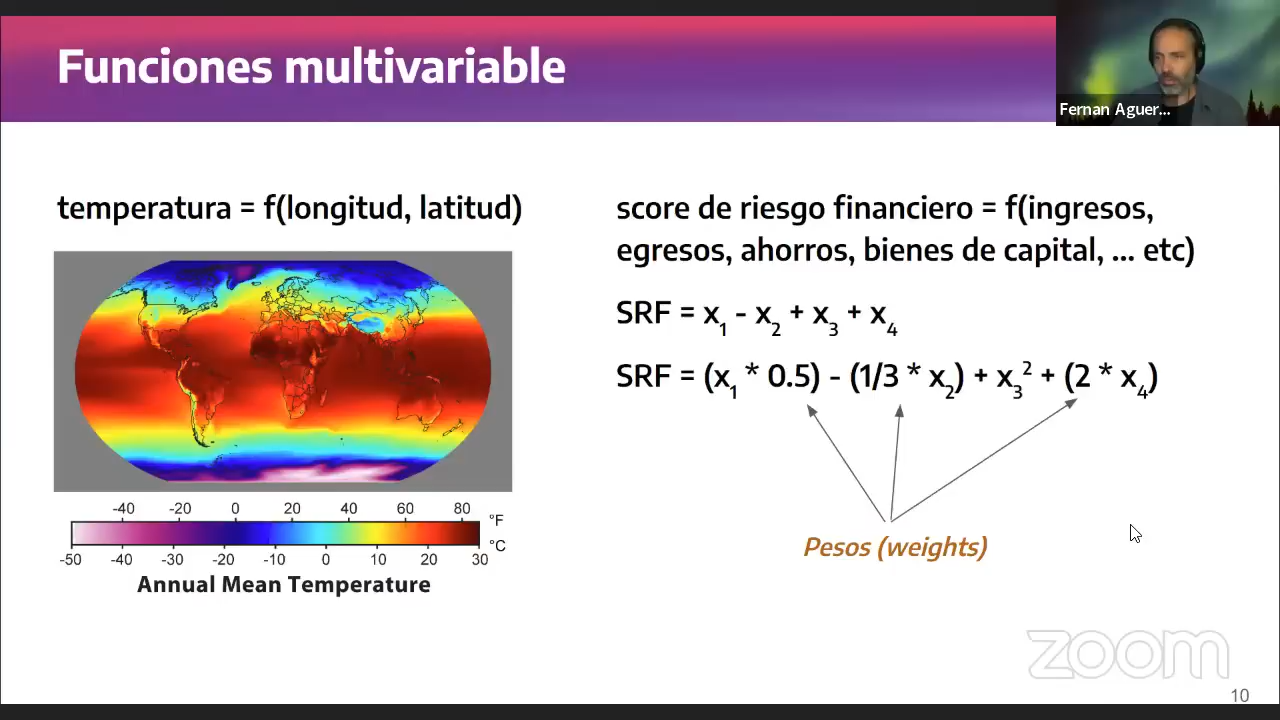 Funciones multivariable
Fernan Aguer...
temperatura = f(longitud, latitud)
-40 -20 0 20 40 60 80 °F
-50 -40 -30 -20 -10 0 10 20 30 °C
Annual Mean Temperature
score de riesgo financiero = f(ingresos,
egresos, ahorros, bienes de capital, ... etc)
SRF = x₁ - x₂ + x₃ + x₄
SRF = (x₁ * 0.5) - (1/3 * x₂) + x₃² + (2 * x₄)
Pesos (weights)
zoom
10